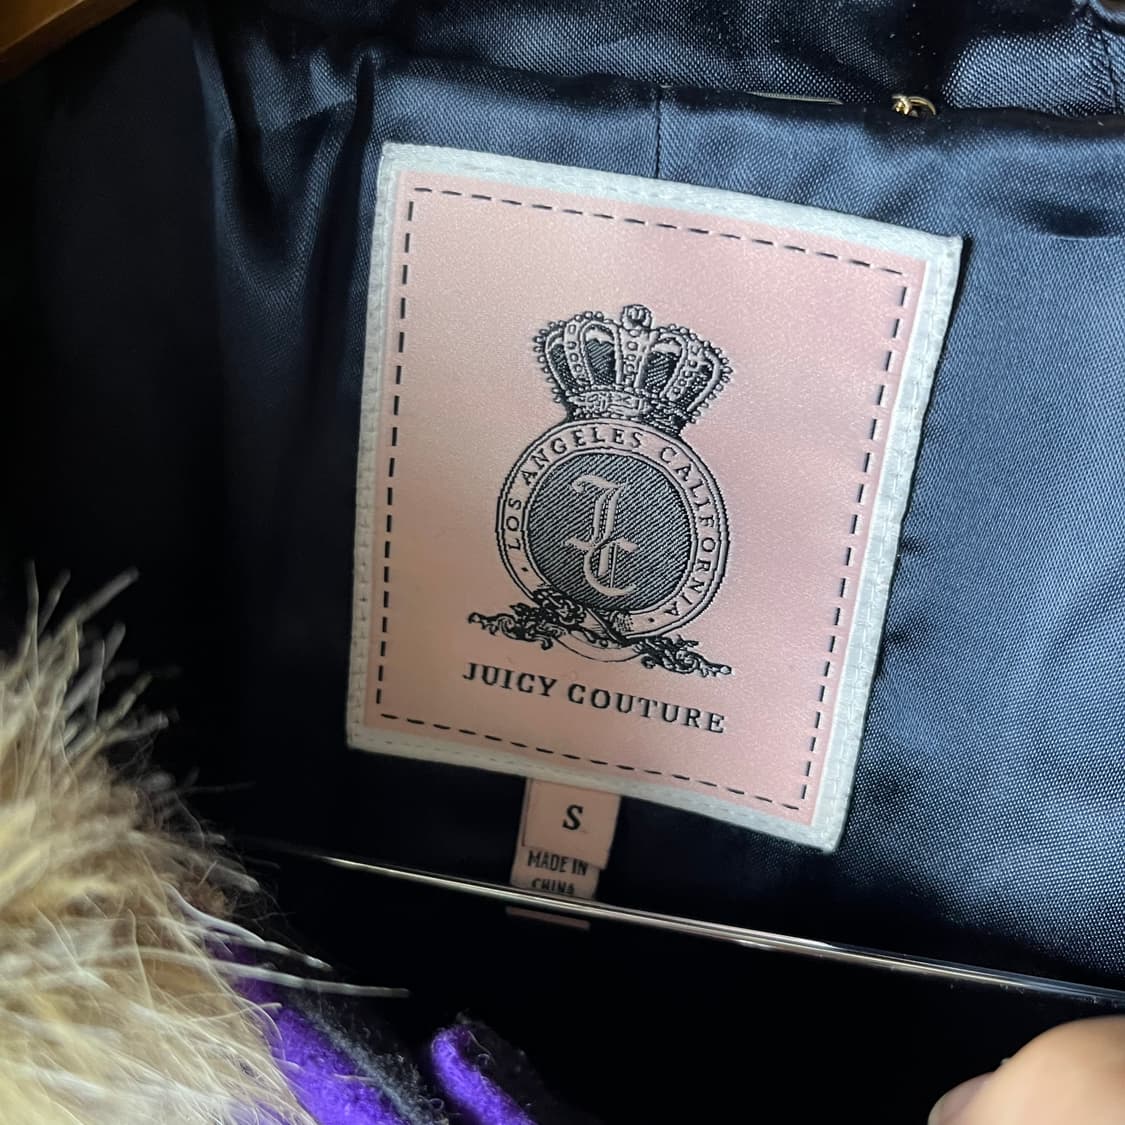 · LOS ANGELES CALIFORNIA ·
JC
JUICY COUTURE
S
MADE IN
CHINA